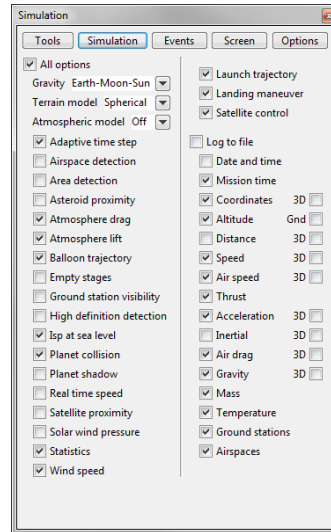 Simulation
Tools Simulation Events Screen Options
All options
Gravity Earth-Moon-Sun
Terrain model Spherical
Atmospheric model Off
Adaptive time step
Airspace detection
Area detection
Asteroid proximity
Atmosphere drag
Atmosphere lift
Balloon trajectory
Empty stages
Ground station visibility
High definition detection
Isp at sea level
Planet collision
Planet shadow
Real time speed
Satellite proximity
Solar wind pressure
Statistics
Wind speed
Launch trajectory
Landing maneuver
Satellite control
Log to file
Date and time
Mission time
Coordinates 3D
Altitude Gnd
Distance 3D
Speed 3D
Air speed 3D
Thrust
Acceleration 3D
Inertial 3D
Air drag 3D
Gravity 3D
Mass
Temperature
Ground stations
Airspaces